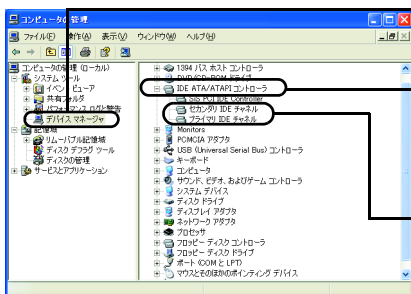 コンピュータの管理
ファイル(F) 操作(A) 表示(V) ウィンドウ(W) ヘルプ(H)
コンピュータの管理 (ローカル)
システム ツール
イベント ビューア
共有フォルダ
パフォーマンス ログと警告
デバイス マネージャ
記憶域
リムーバブル記憶域
ディスク デフラグ ツール
ディスクの管理
サービスとアプリケーション
1394 バス ホスト コントローラ
DVD/CD-ROM ドライブ
IDE ATA/ATAPI コントローラ
SIS PCI IDE Controller
セカンダリ IDE チャネル
プライマリ IDE チャネル
Monitors
PCMCIA アダプタ
USB (Universal Serial Bus) コントローラ
キーボード
コンピュータ
サウンド、ビデオ、およびゲーム コントローラ
システム デバイス
ディスク ドライブ
ディスプレイ アダプタ
ネットワーク アダプタ
プロセッサ
フロッピー ディスク コントローラ
フロッピー ディスク ドライブ
ポート (COM と LPT)
マウスとそのほかのポインティング デバイス